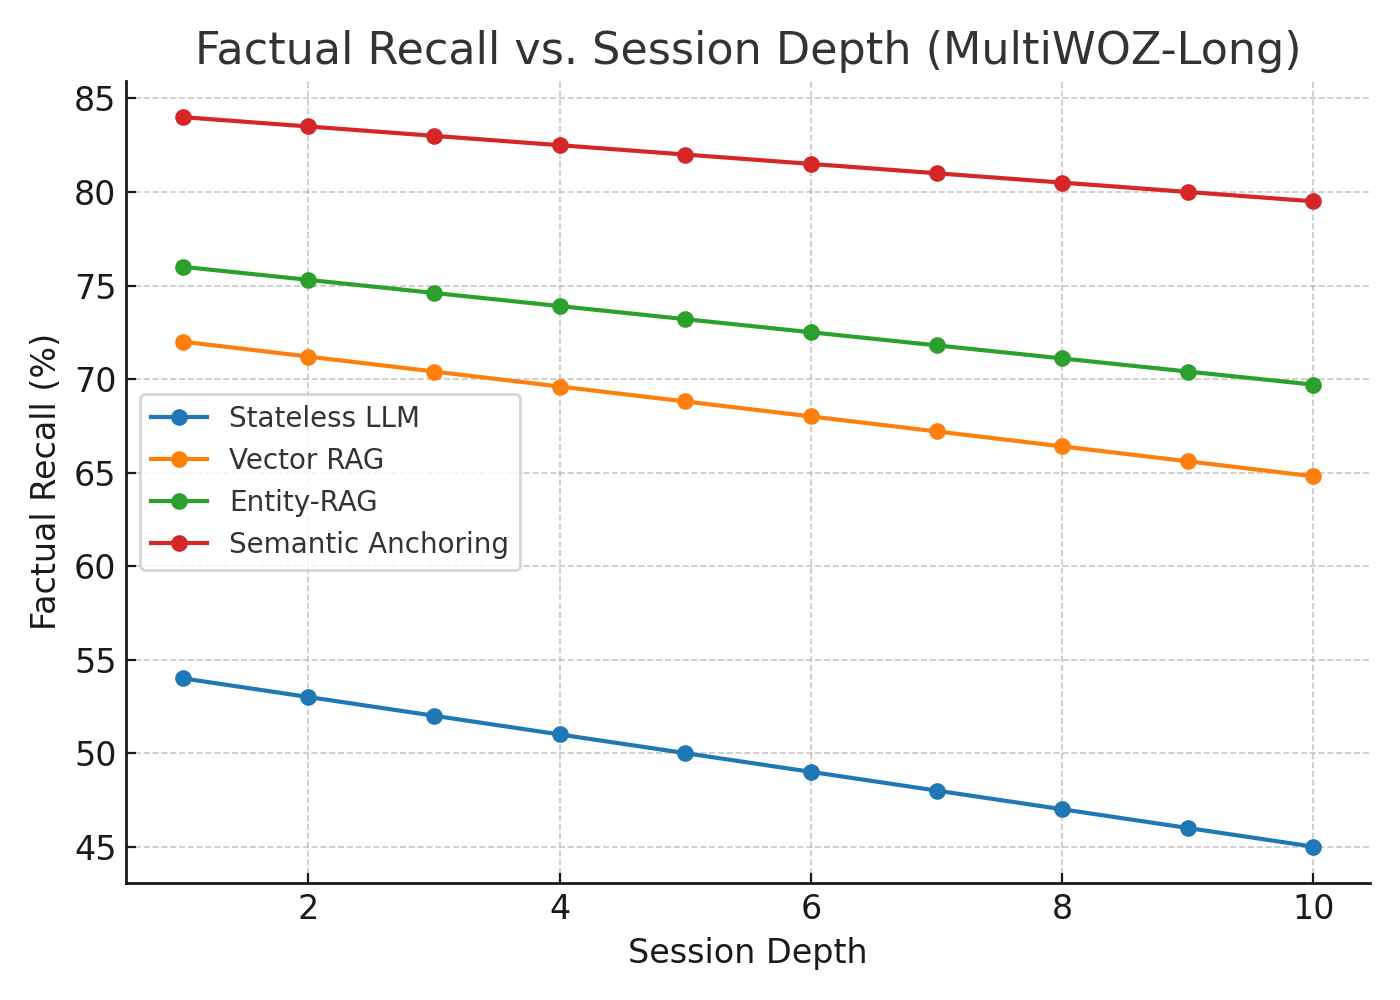 Factual Recall vs. Session Depth (MultiWOZ-Long)
Factual Recall (%)
85
80
75
70
65
60
55
50
45
Stateless LLM
Vector RAG
Entity-RAG
Semantic Anchoring
2 4 6 8 10
Session Depth